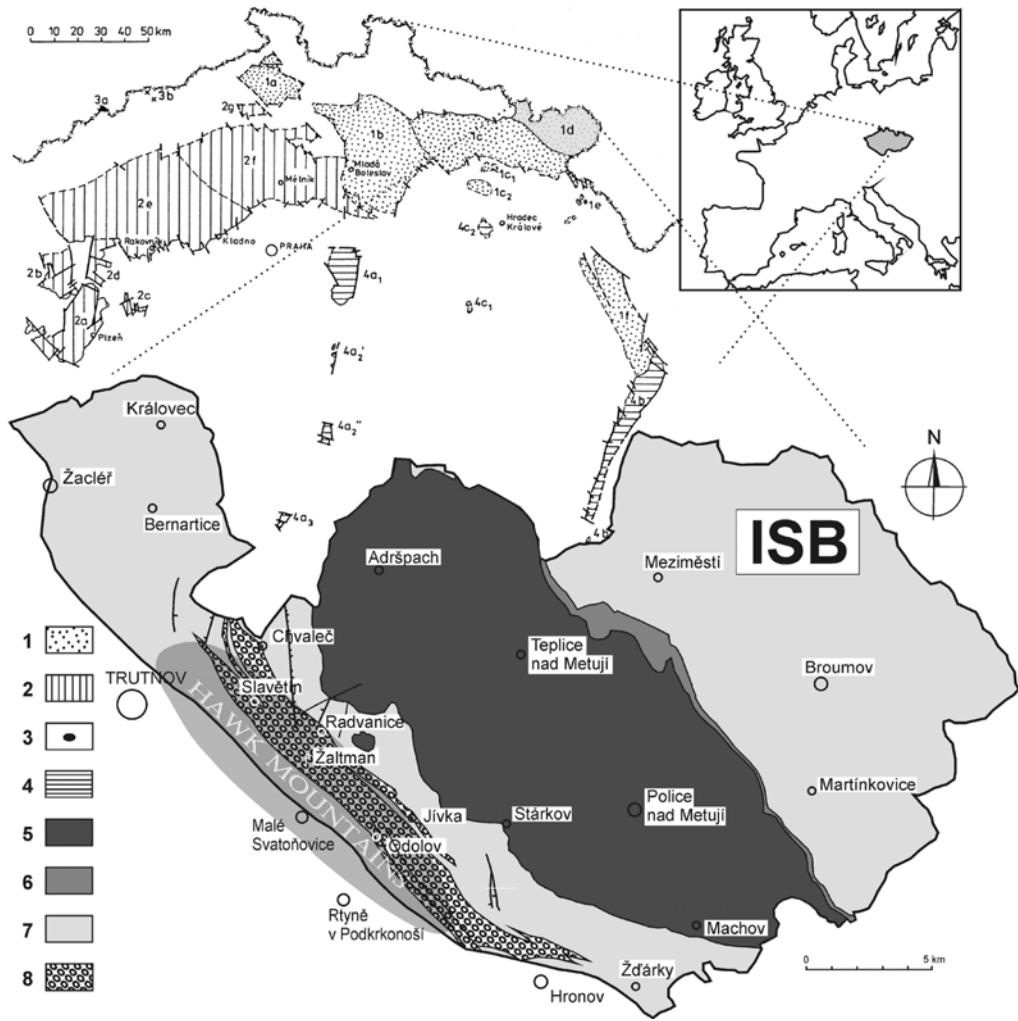 0 10 20 30 40 50 km
3a
3b
1a
2g
1b
1c
1d
2f
Mladá
Boleslav
1c₁
Mělník
1c₂
1e
2e
4c₂
Hradec
Králové
Rakovník
Kladno
PRAHA
2b
2d
4a₁
2c
4c₁
1f
2a
Plzeň
4a₂'
4b
4a₂''
4a₃
Královec
Žacléř
Bernartice
N
ISB
Adršpach
Meziměstí
Chvaleč
Teplice
nad Metují
Broumov
TRUTNOV
Slavětín
Radvanice
HAWK MOUNTAINS
Žaltman
Martínkovice
Police
nad Metují
Jívka
Stárkov
Malé
Svatoňovice
Odolov
Rtyně
v Podkrkonoší
Machov
Žďárky
Hronov
0 5 km
1
2
3
4
5
6
7
8